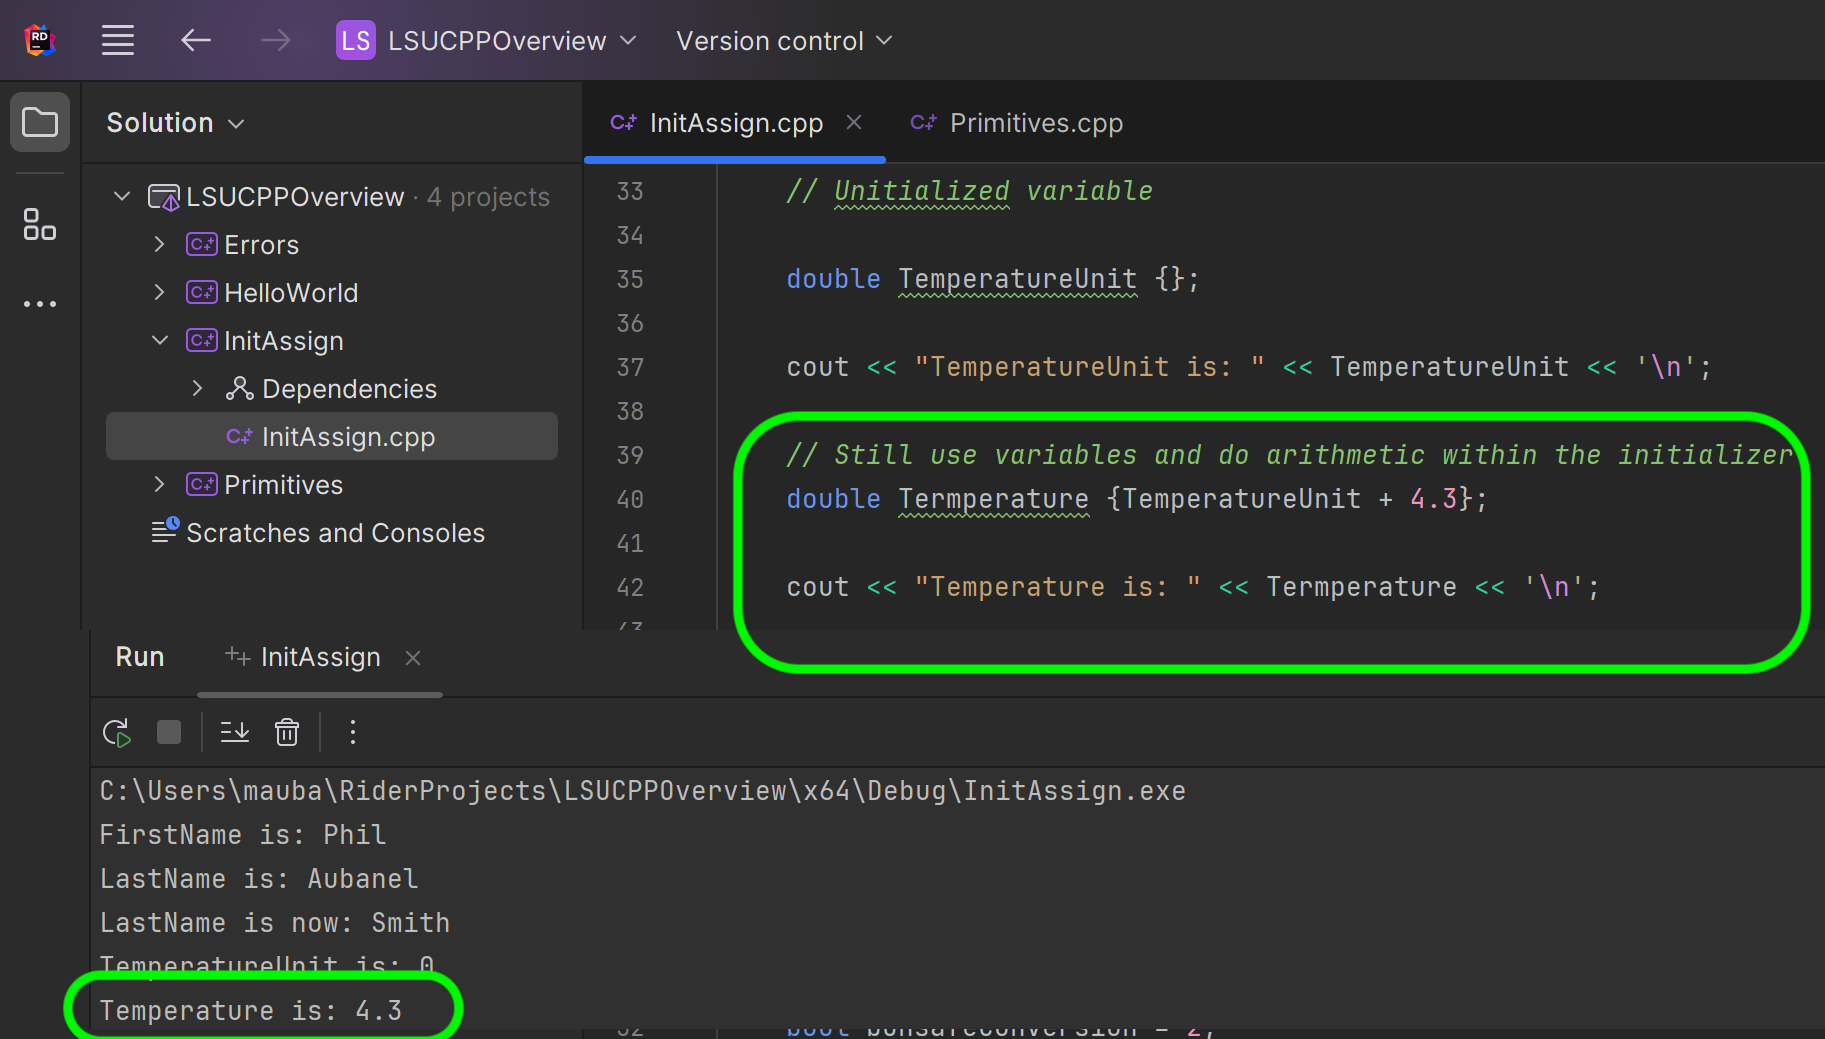 RD
LS LSUCPPOverview Version control
Solution
InitAssign.cpp Primitives.cpp
LSUCPPOverview · 4 projects
C++ Errors
C++ HelloWorld
C++ InitAssign
Dependencies
C++ InitAssign.cpp
C++ Primitives
Scratches and Consoles
33 // Unitialized variable
34
35 double TemperatureUnit {};
36
37 cout << "TemperatureUnit is: " << TemperatureUnit << '\n';
38
39 // Still use variables and do arithmetic within the initializer
40 double Termperature {TemperatureUnit + 4.3};
41
42 cout << "Temperature is: " << Termperature << '\n';
43
Run InitAssign
C:\Users\mauba\RiderProjects\LSUCPPOverview\x64\Debug\InitAssign.exe
FirstName is: Phil
LastName is: Aubanel
LastName is now: Smith
TemperatureUnit is: 0
Temperature is: 4.3